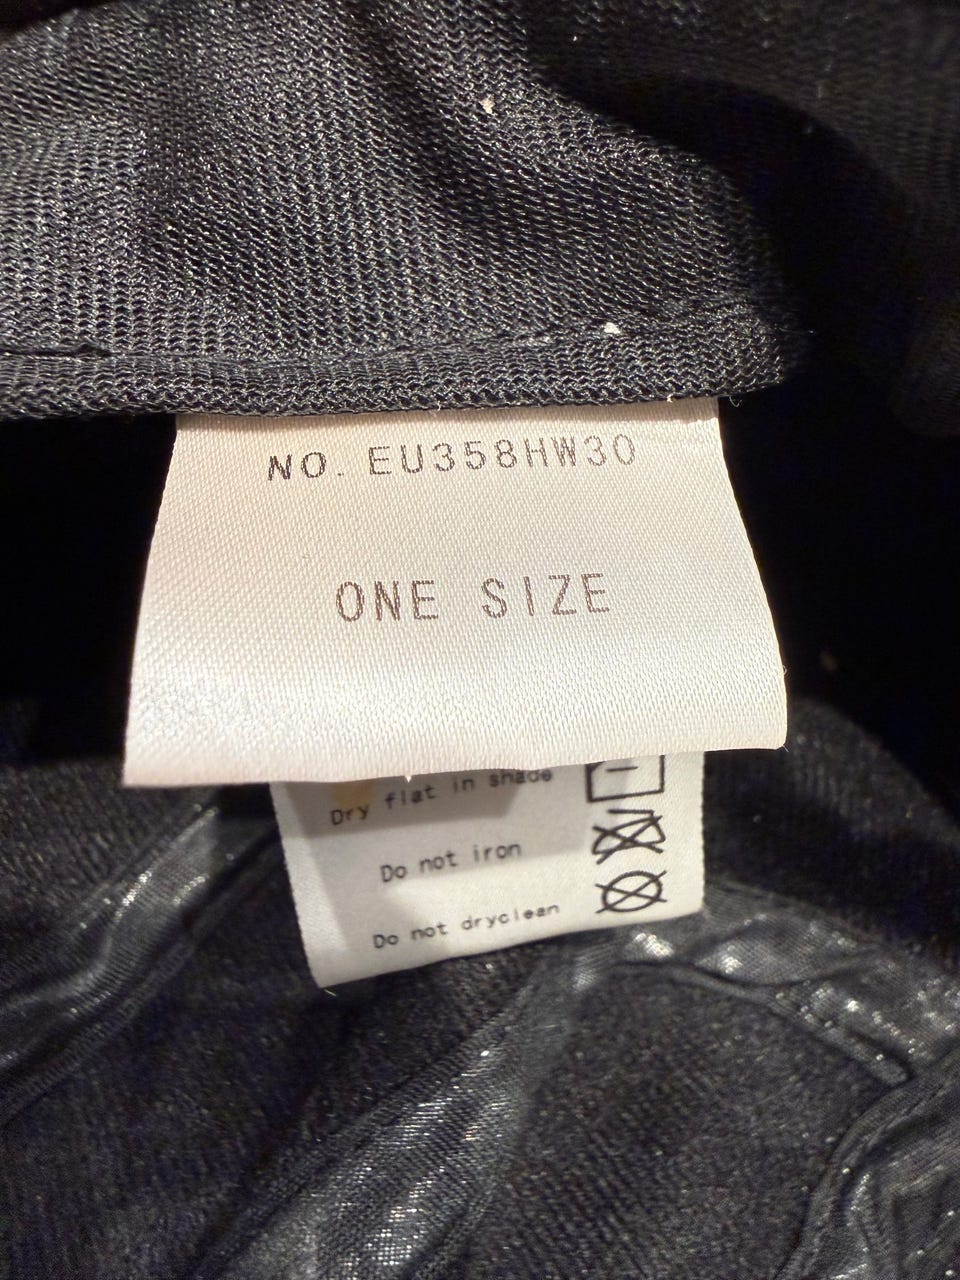 NO. EU358HW30
ONE SIZE
Dry flat in shade
Do not iron
Do not dryclean